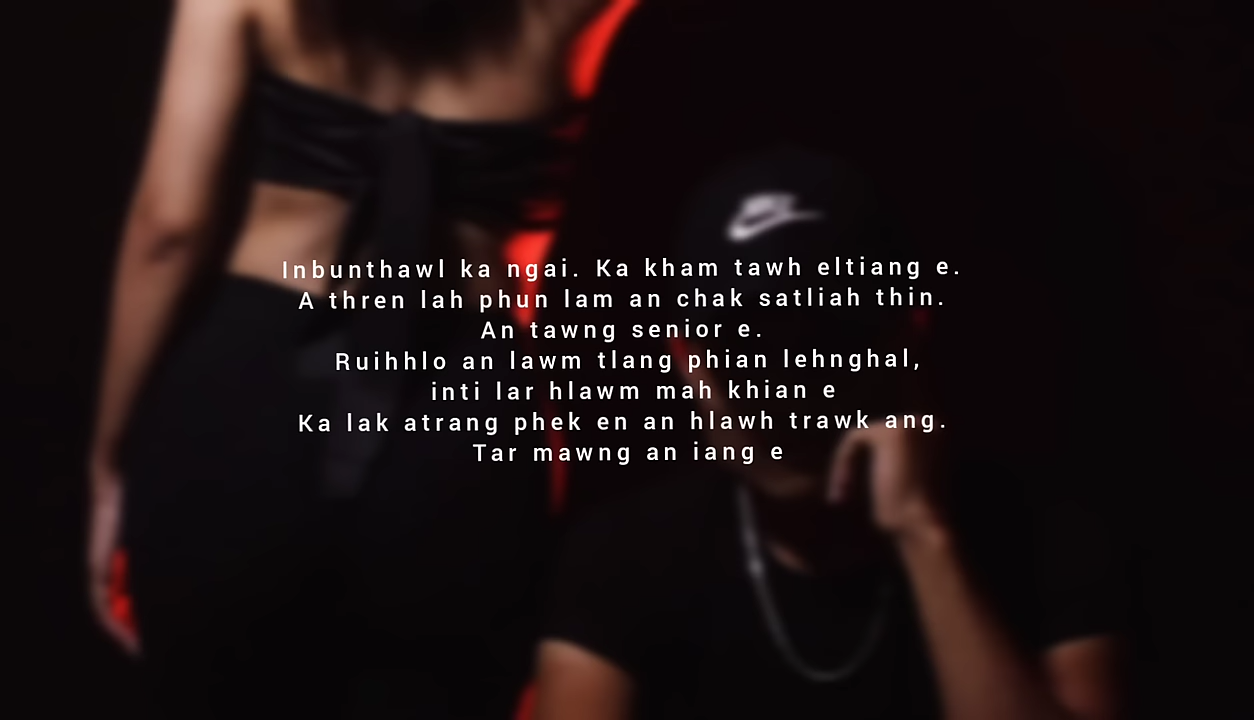 Inbunthawl ka ngai. Ka kham tawh eltiang e.
A thren lah phun lam an chak satliah thin.
An tawng senior e.
Ruihhlo an lawm tlang phian lehnghal,
inti lar hlawm mah khian e
Ka lak atrang phek en an hlawh trawk ang.
Tar mawng an iang e